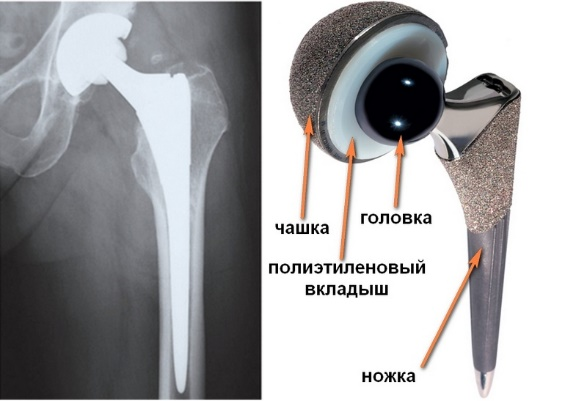 чашка
головка
полиэтиленовый
вкладыш
ножка